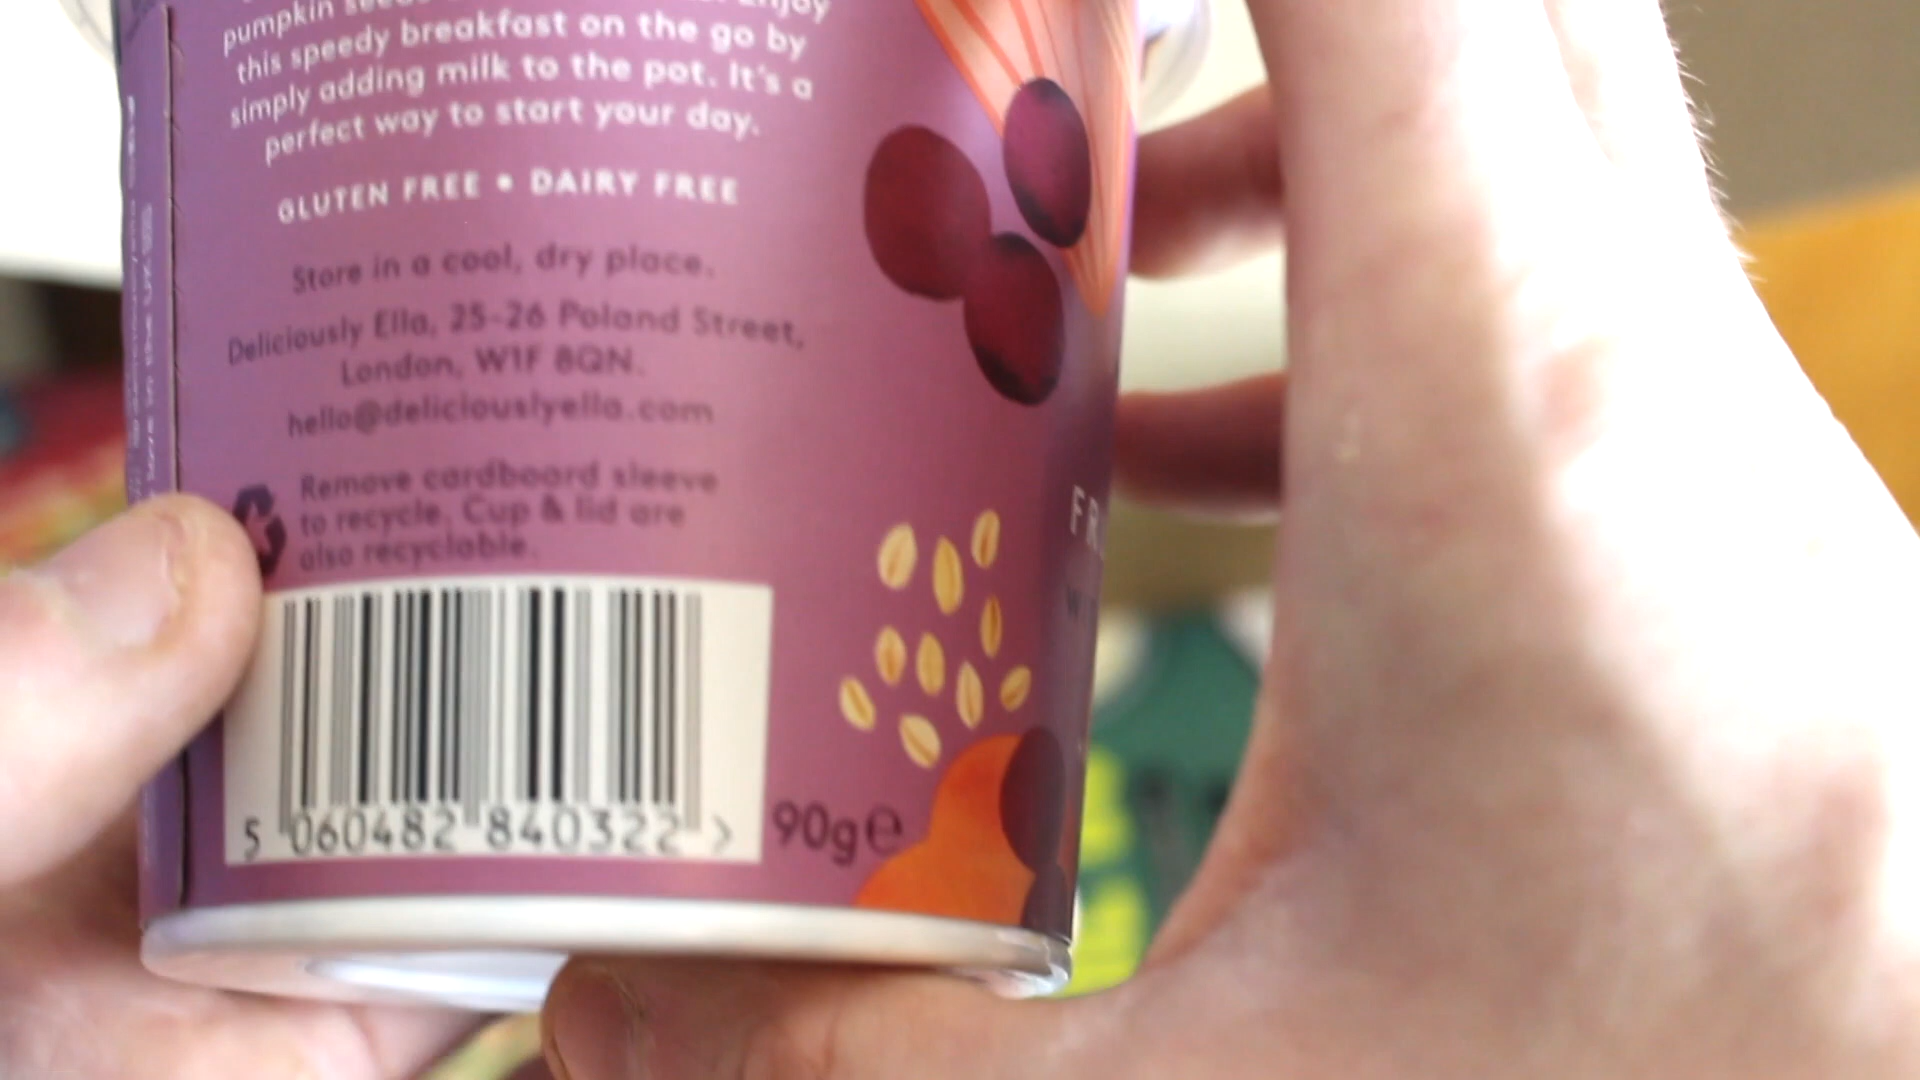 pumpkin
Enjoy
this speedy breakfast on the go by
simply adding milk to the pot. It's a
perfect way to start your day.
GLUTEN FREE • DAIRY FREE
Store in a cool, dry place.
Deliciously Ella, 25-26 Poland Street,
London, W1F 8QN.
hello@deliciouslyella.com
Remove cardboard sleeve
to recycle. Cup & lid are
also recyclable.
5 060482 840322 >
90g e